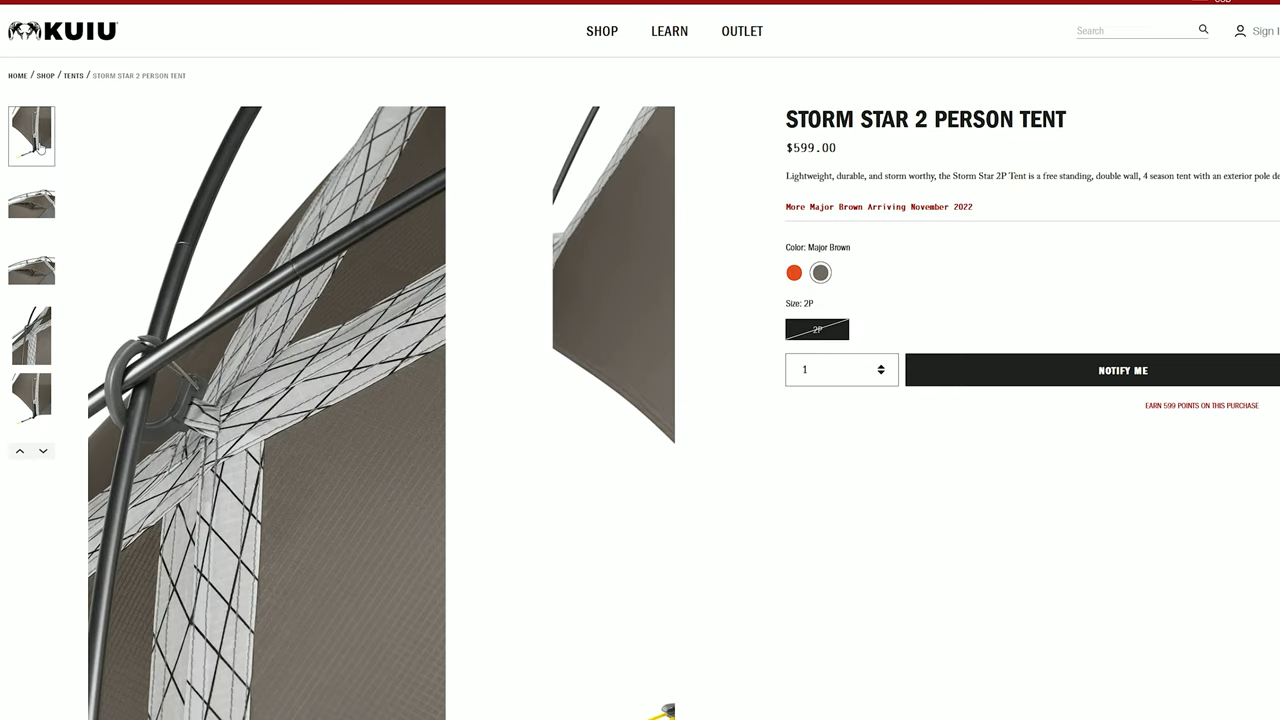 KUIU
SHOP
LEARN
OUTLET
Search
Sign
HOME / SHOP / TENTS / STORM STAR 2 PERSON TENT
STORM STAR 2 PERSON TENT
$599.00
Lightweight, durable, and storm worthy, the Storm Star 2P Tent is a free standing, double wall, 4 season tent with an exterior pole de
More Major Brown Arriving November 2022
Color: Major Brown
Size: 2P
2P
1
NOTIFY ME
EARN 599 POINTS ON THIS PURCHASE